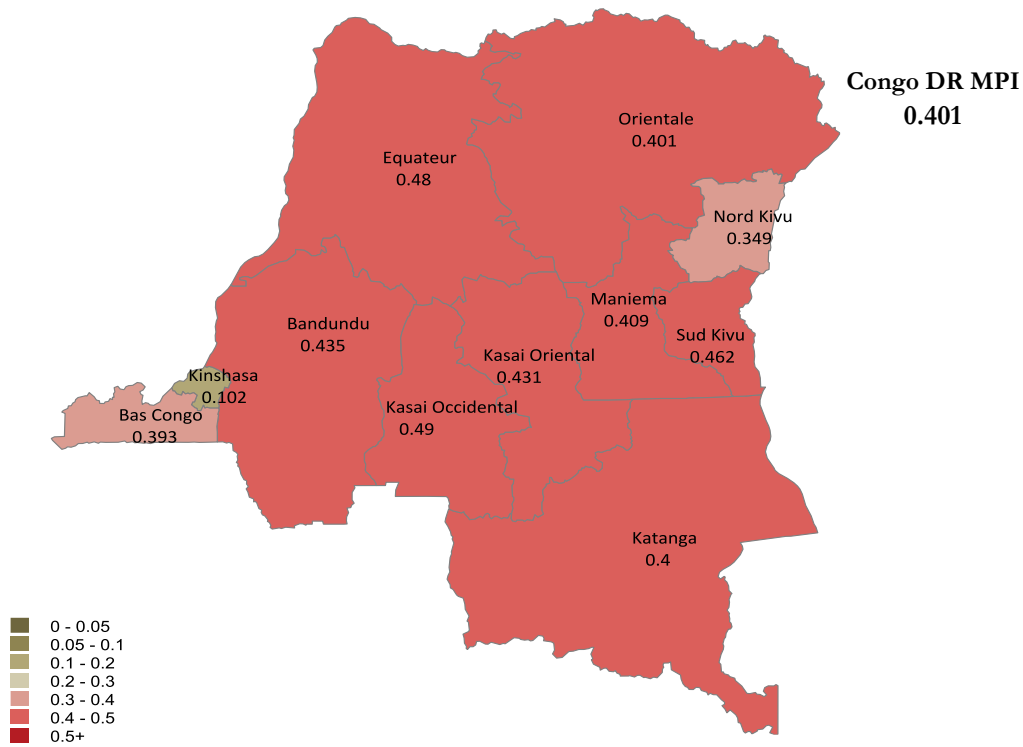 Congo DR MPI
0.401
Orientale
0.401
Equateur
0.48
Nord Kivu
0.349
Maniema
0.409
Bandundu
0.435
Sud Kivu
0.462
Kasai Oriental
0.431
Kinshasa
0.102
Kasai Occidental
0.49
Bas Congo
0.393
Katanga
0.4
0 - 0.05
0.05 - 0.1
0.1 - 0.2
0.2 - 0.3
0.3 - 0.4
0.4 - 0.5
0.5+